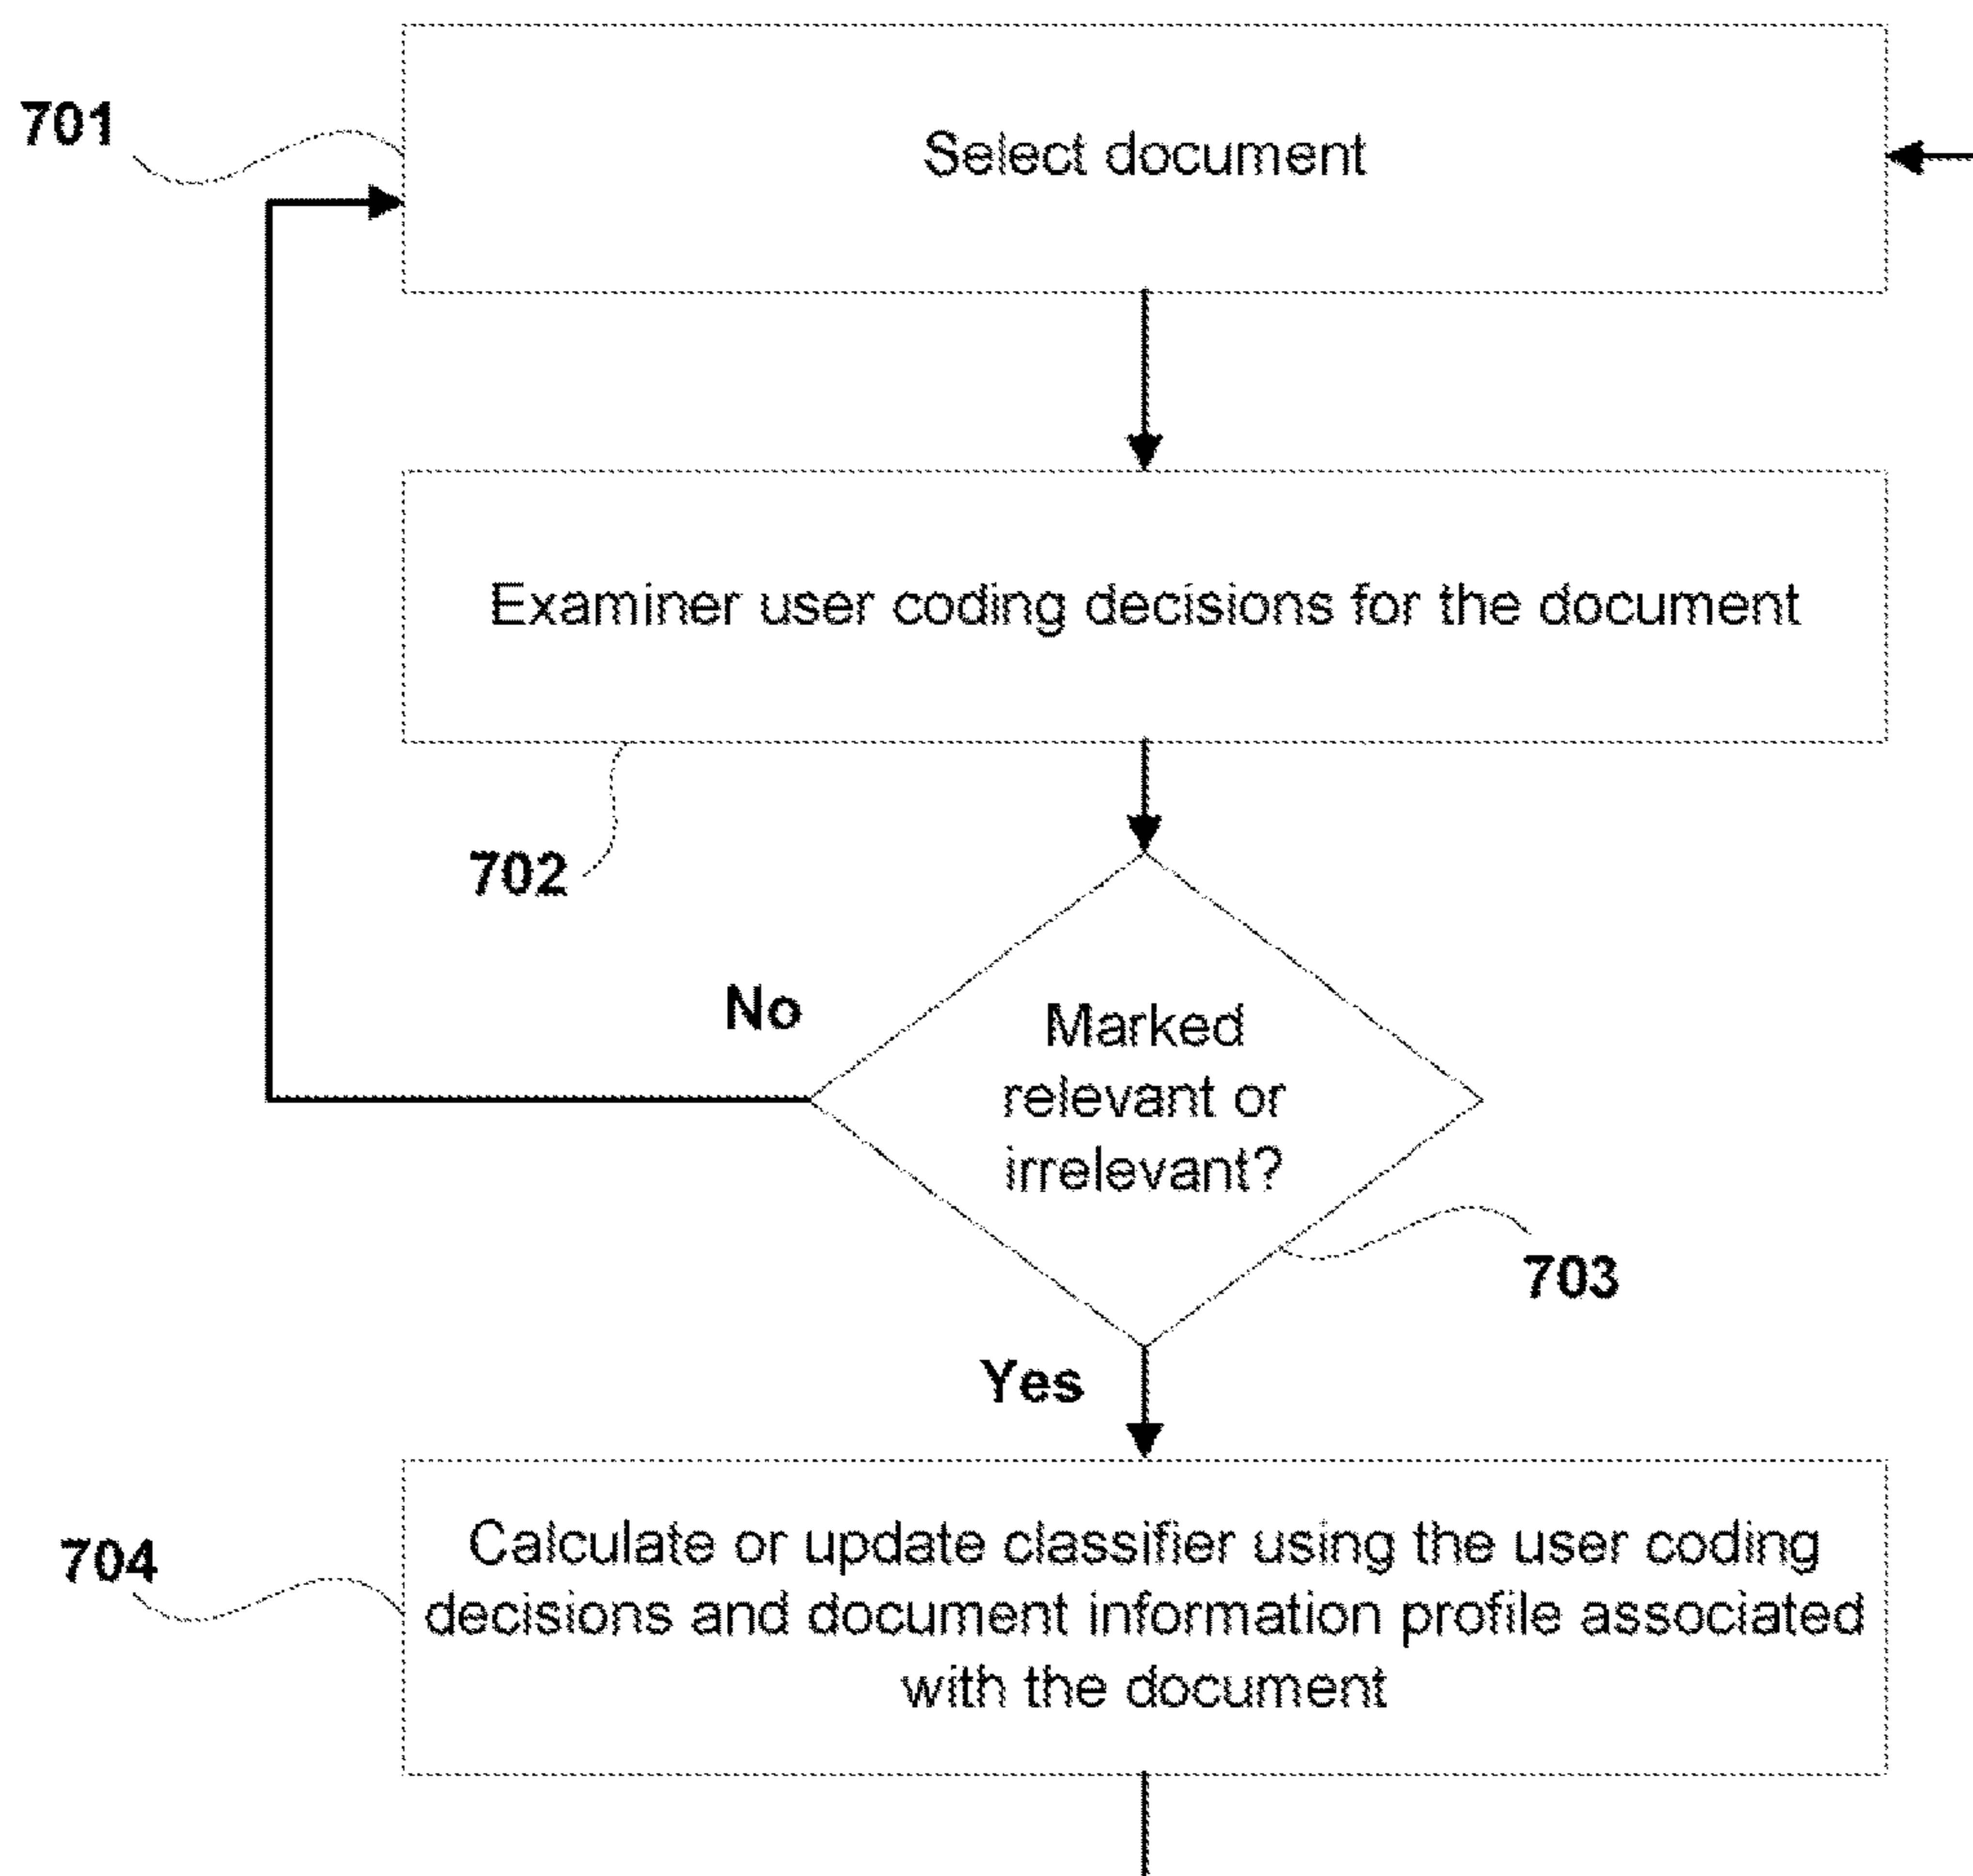 701
Select document
Examiner user coding decisions for the document
702
No
Marked
relevant or
irrelevant?
703
Yes
704
Calculate or update classifier using the user coding
decisions and document information profile associated
with the document